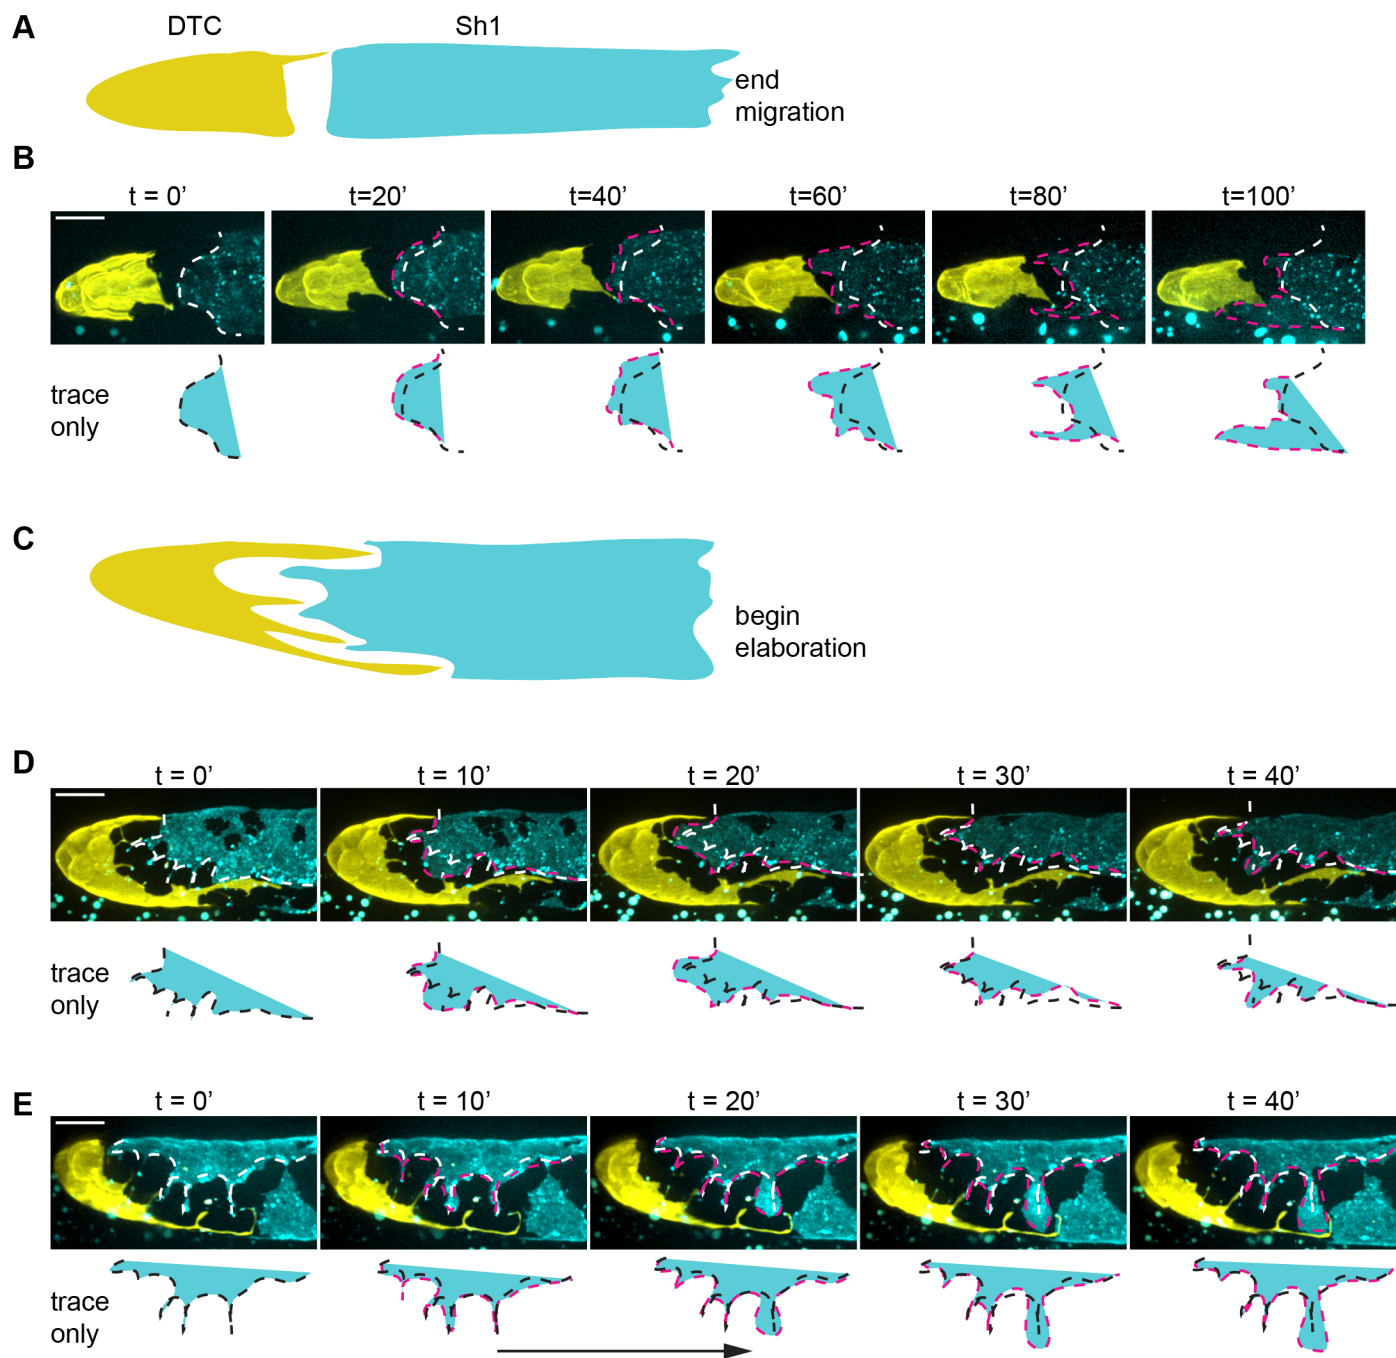 A
DTC
Sh1
end
migration
B
t = 0’
t=20’
t=40’
t=60’
t=80’
t=100’
trace
only
C
begin
elaboration
D
t = 0’
t = 10’
t = 20’
t = 30’
t = 40’
trace
only
E
t = 0’
t = 10’
t = 20’
t = 30’
t = 40’
trace
only